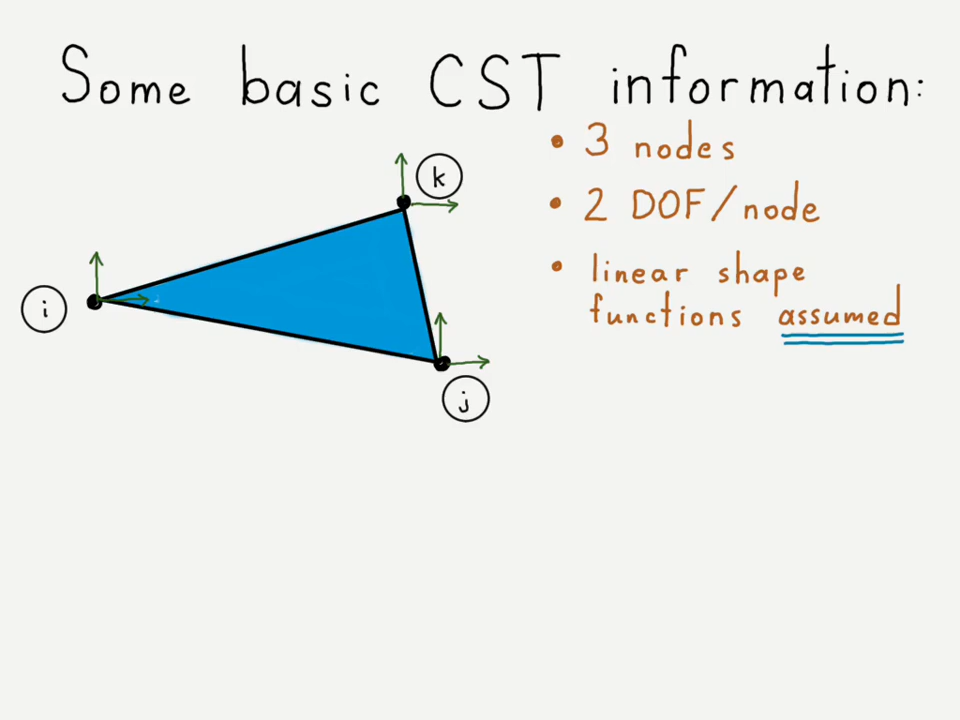 Some basic CST information:
• 3 nodes
• 2 DOF/node
• linear shape
functions assumed
k
i
j